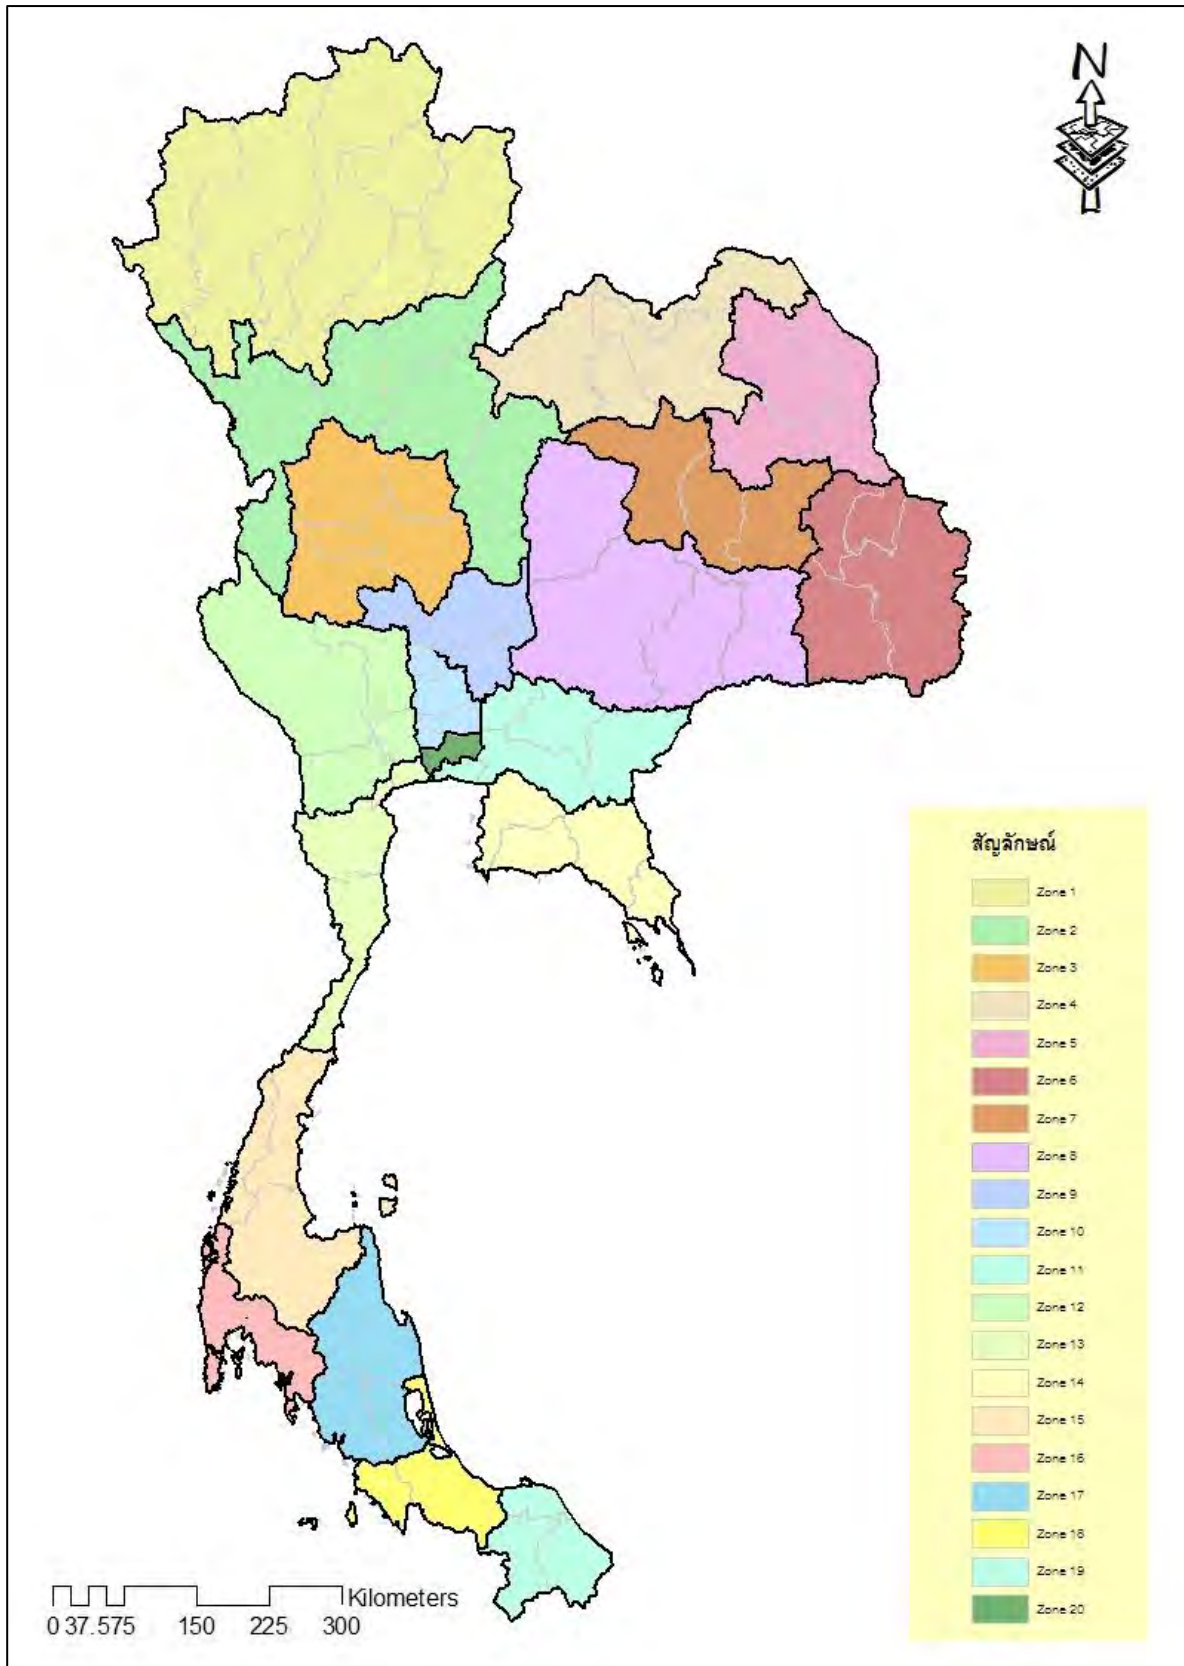 N
สัญลักษณ์
Zone 1
Zone 2
Zone 3
Zone 4
Zone 5
Zone 6
Zone 7
Zone 8
Zone 9
Zone 10
Zone 11
Zone 12
Zone 13
Zone 14
Zone 15
Zone 16
Zone 17
Zone 18
Zone 19
Zone 20
Kilometers
0 37.575 150 225 300